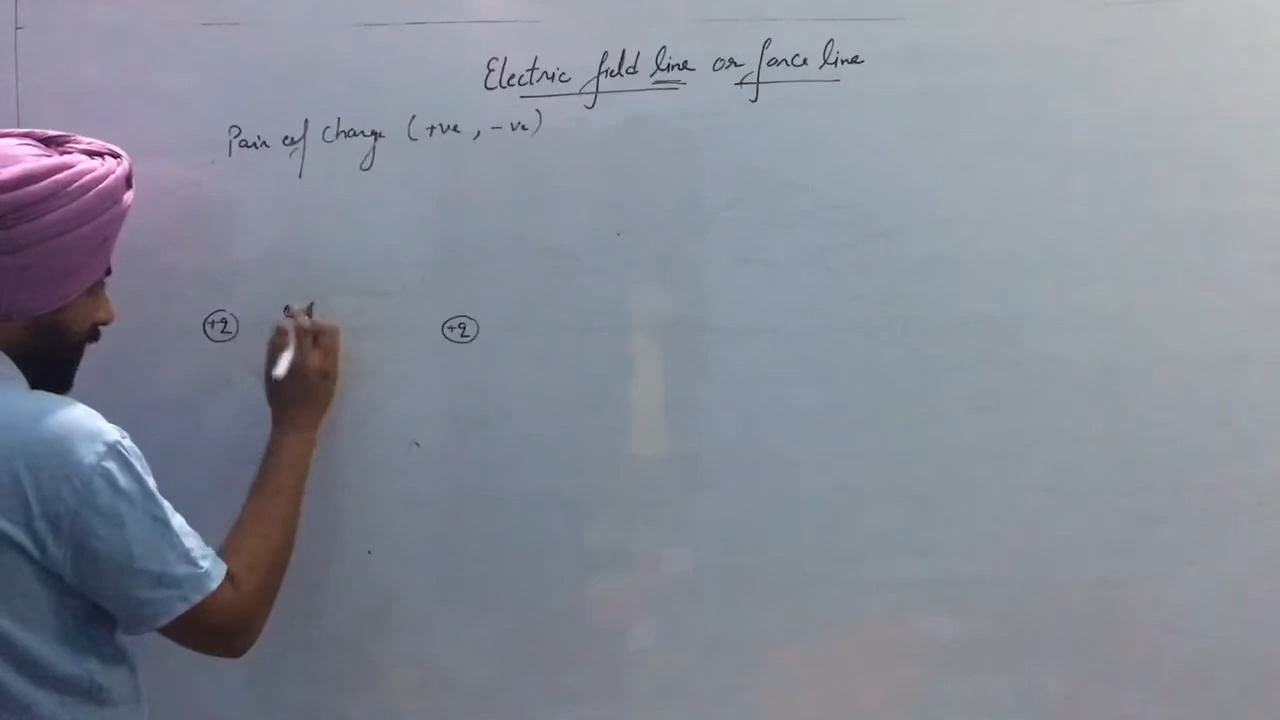 Electric field line or force line
Pair of charge (+ve, -ve)
+q +q